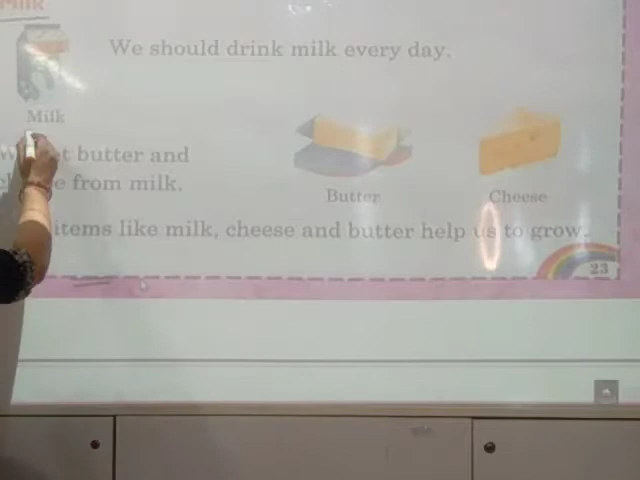 Milk
We should drink milk every day.
Milk
butter and
Butter
Cheese
from milk.
items like milk, cheese and butter help us to grow.
23